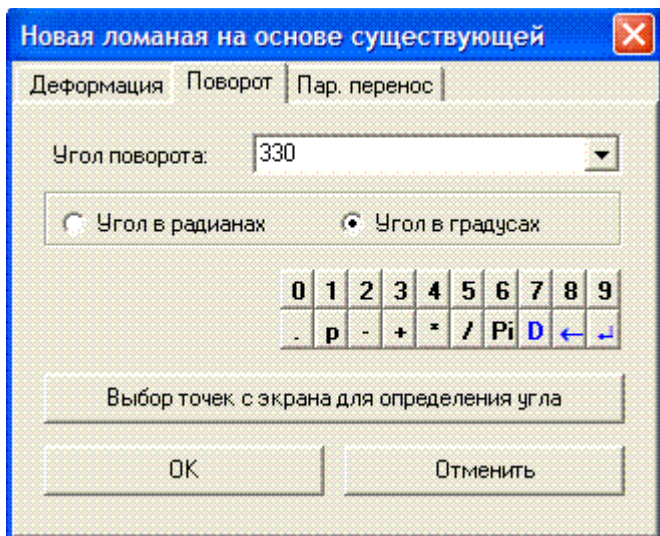 Новая ломаная на основе существующей
Деформация Поворот Пар. перенос
Угол поворота: 330
Угол в радианах Угол в градусах
0 1 2 3 4 5 6 7 8 9
. p - + * / Pi D ← ↵
Выбор точек с экрана для определения угла
OK Отменить